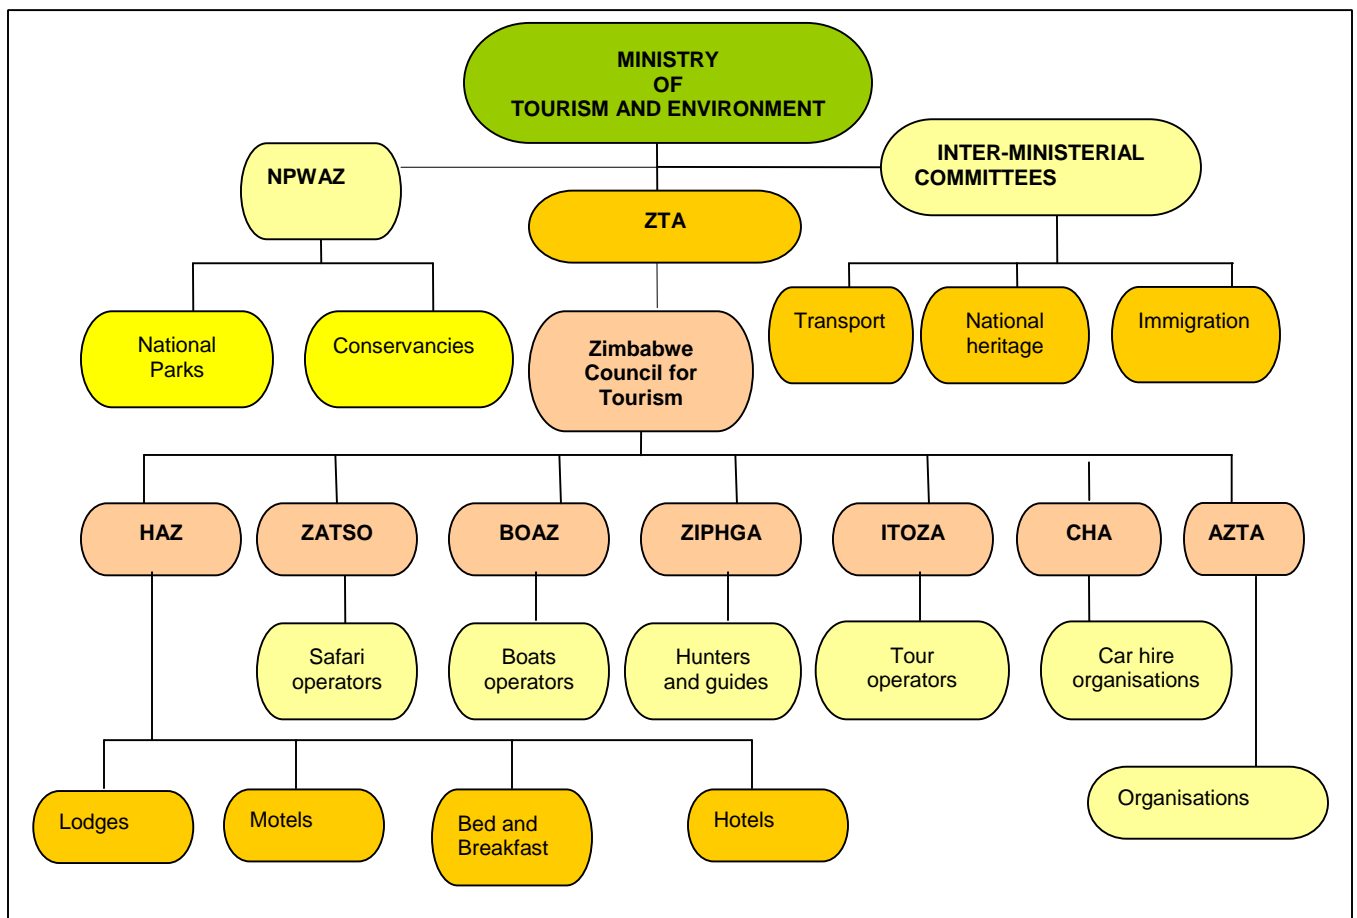 MINISTRY
OF
TOURISM AND ENVIRONMENT
NPWAZ
INTER-MINISTERIAL
COMMITTEES
ZTA
National
Parks
Conservancies
Zimbabwe
Council for
Tourism
Transport
National
heritage
Immigration
HAZ
ZATSO
BOAZ
ZIPHGA
ITOZA
CHA
AZTA
Safari
operators
Boats
operators
Hunters
and guides
Tour
operators
Car hire
organisations
Lodges
Motels
Bed and
Breakfast
Hotels
Organisations